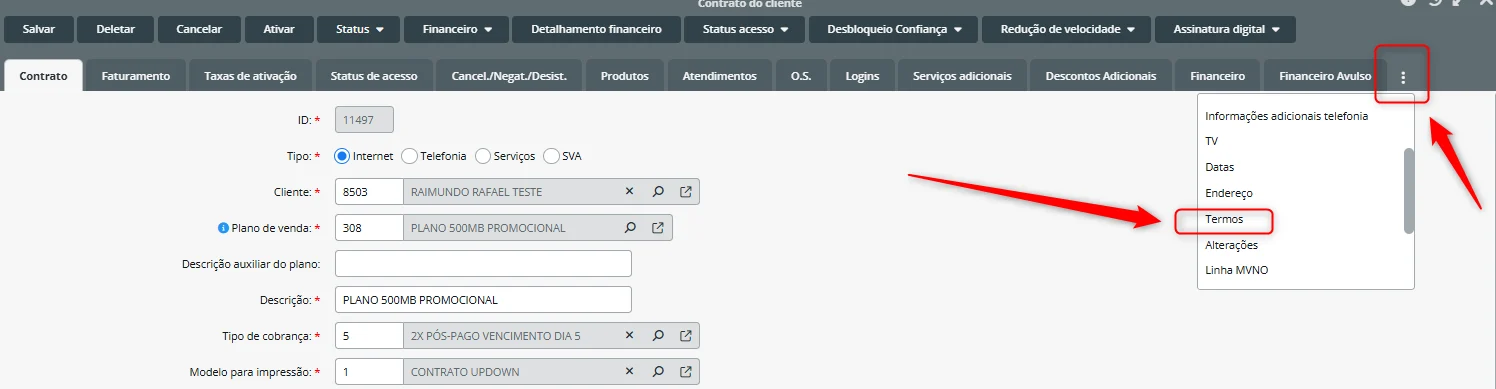 Contrato do cliente
Salvar Deletar Cancelar Ativar Status Financeiro Detalhamento financeiro Status acesso Desbloqueio Confiança Redução de velocidade Assinatura digital
Contrato Faturamento Taxas de ativação Status de acesso Cancel./Negat./Desist. Produtos Atendimentos O.S. Logins Serviços adicionais Descontos Adicionais Financeiro Financeiro Avulso
ID: * 11497
Tipo: * Internet Telefonia Serviços SVA
Cliente: * 8503 RAIMUNDO RAFAEL TESTE
Plano de venda: * 308 PLANO 500MB PROMOCIONAL
Descrição auxiliar do plano:
Descrição: * PLANO 500MB PROMOCIONAL
Tipo de cobrança: * 5 2X PÓS-PAGO VENCIMENTO DIA 5
Modelo para impressão: * 1 CONTRATO UPDOWN
Informações adicionais telefonia
TV
Datas
Endereço
Termos
Alterações
Linha MVNO